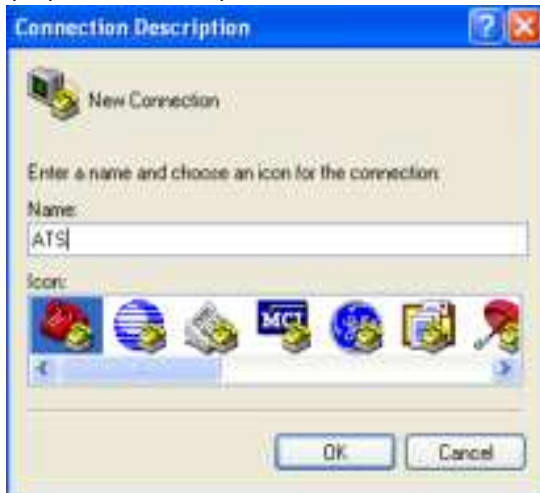 Connection Description
New Connection
Enter a name and choose an icon for the connection:
Name:
ATS
Icon:
MCI
OK
Cancel